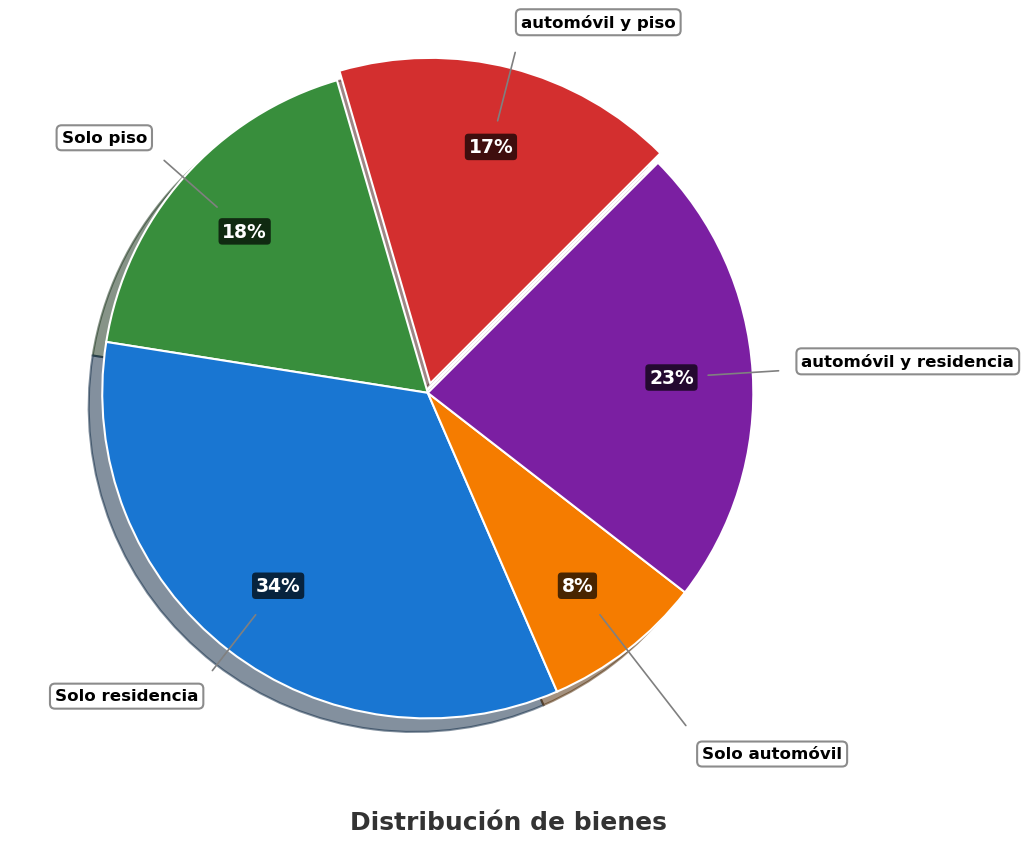 automóvil y piso
Solo piso
17%
18%
automóvil y residencia
23%
34%
8%
Solo residencia
Solo automóvil
Distribución de bienes